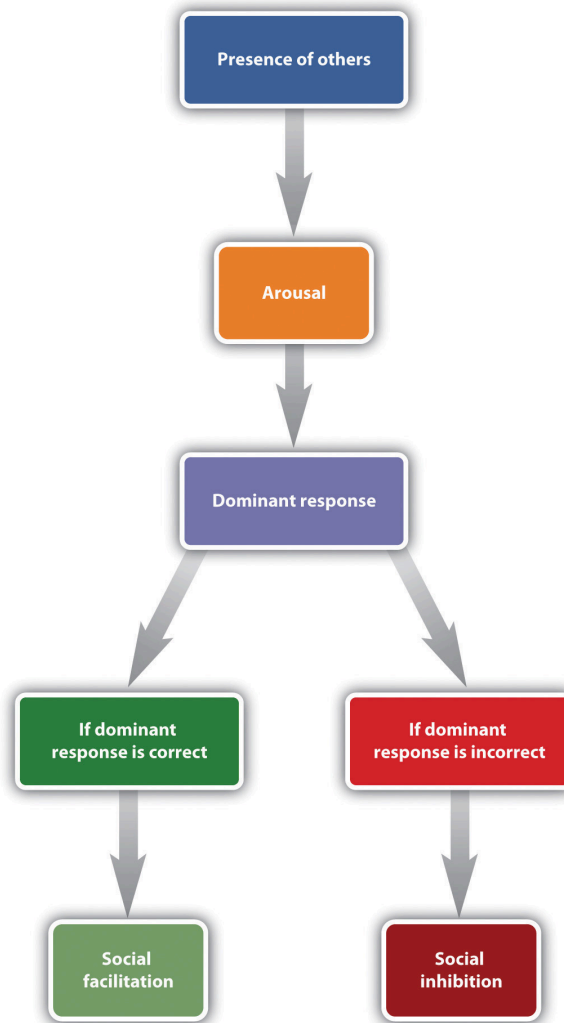 Presence of others
Arousal
Dominant response
If dominant
response is correct
If dominant
response is incorrect
Social
facilitation
Social
inhibition